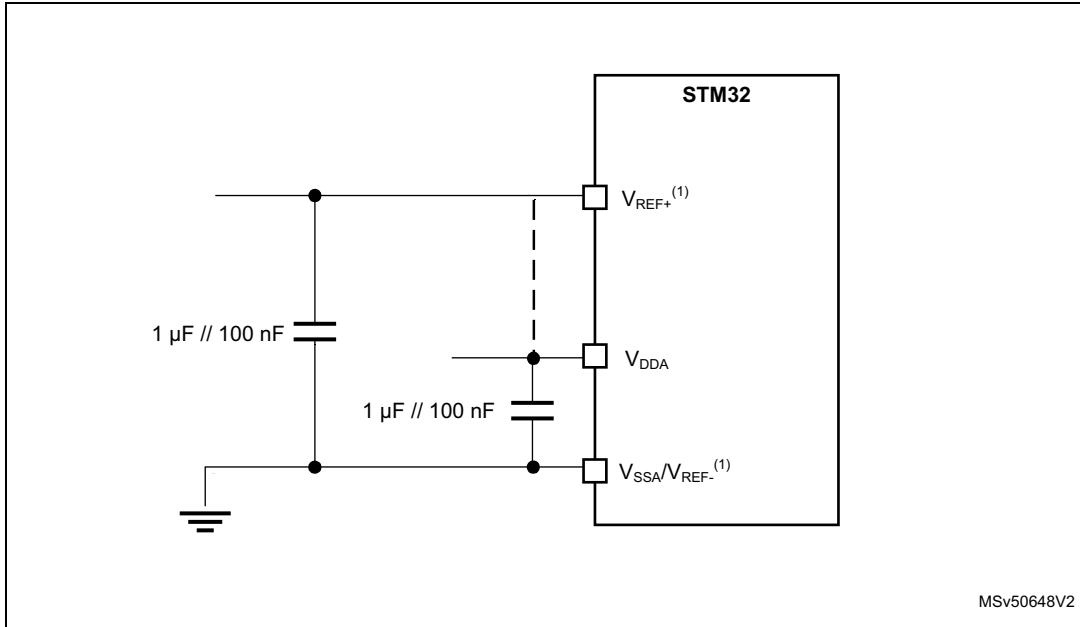 STM32
VREF+(1)
1 µF // 100 nF
VDDA
1 µF // 100 nF
VSSA/VREF-(1)
MSv50648V2